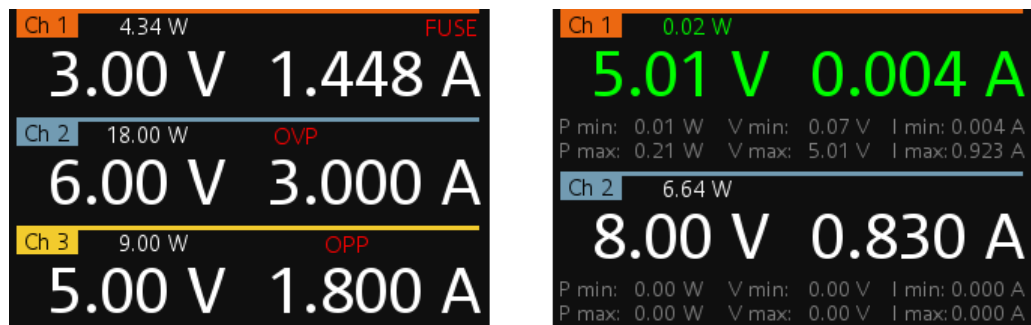 Ch 1 4.34 W FUSE
3.00 V 1.448 A
Ch 2 18.00 W OVP
6.00 V 3.000 A
Ch 3 9.00 W OPP
5.00 V 1.800 A
Ch 1 0.02 W
5.01 V 0.004 A
P min: 0.01 W V min: 0.07 V I min: 0.004 A
P max: 0.21 W V max: 5.01 V I max: 0.923 A
Ch 2 6.64 W
8.00 V 0.830 A
P min: 0.00 W V min: 0.00 V I min: 0.000 A
P max: 0.00 W V max: 0.00 V I max: 0.000 A